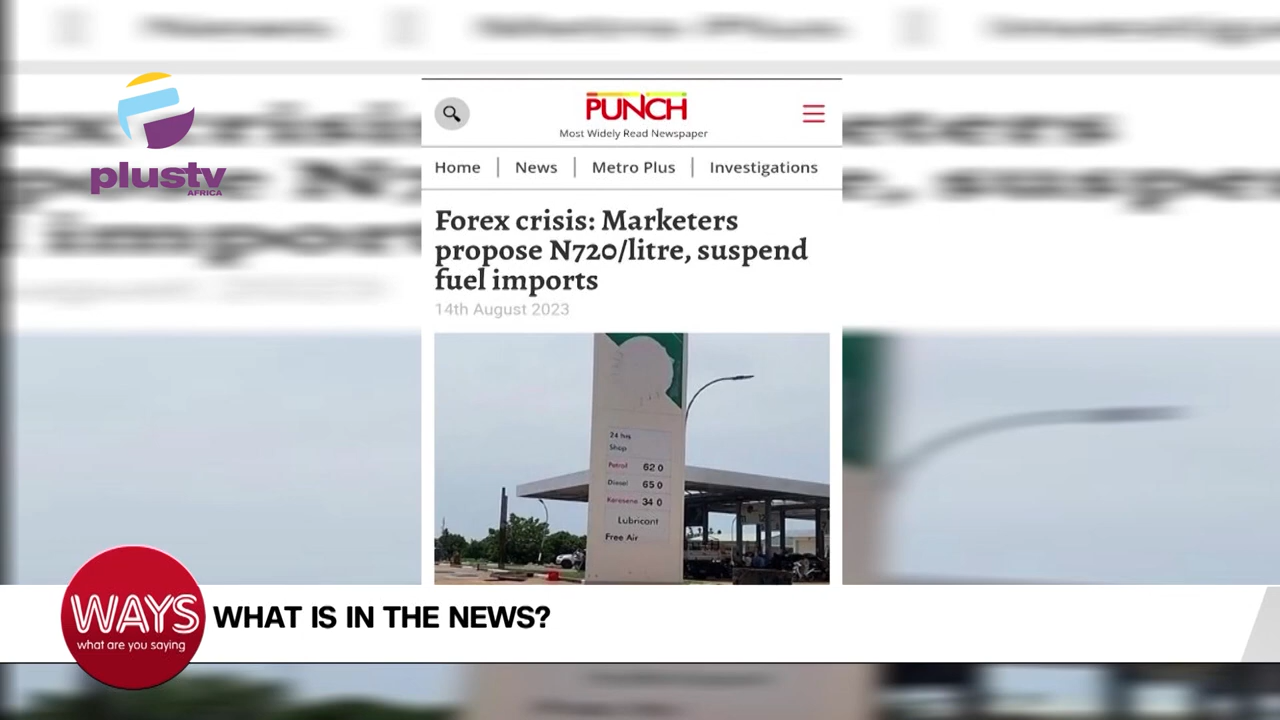 plustv
AFRICA
PUNCH
Most Widely Read Newspaper
Home | News | Metro Plus | Investigations
Forex crisis: Marketers
propose N720/litre, suspend
fuel imports
14th August 2023
24 hrs
Shop
Petrol 62 0
Diesel 65 0
Kerosene 34 0
Lubricant
Free Air
WAYS
what are you saying
WHAT IS IN THE NEWS?